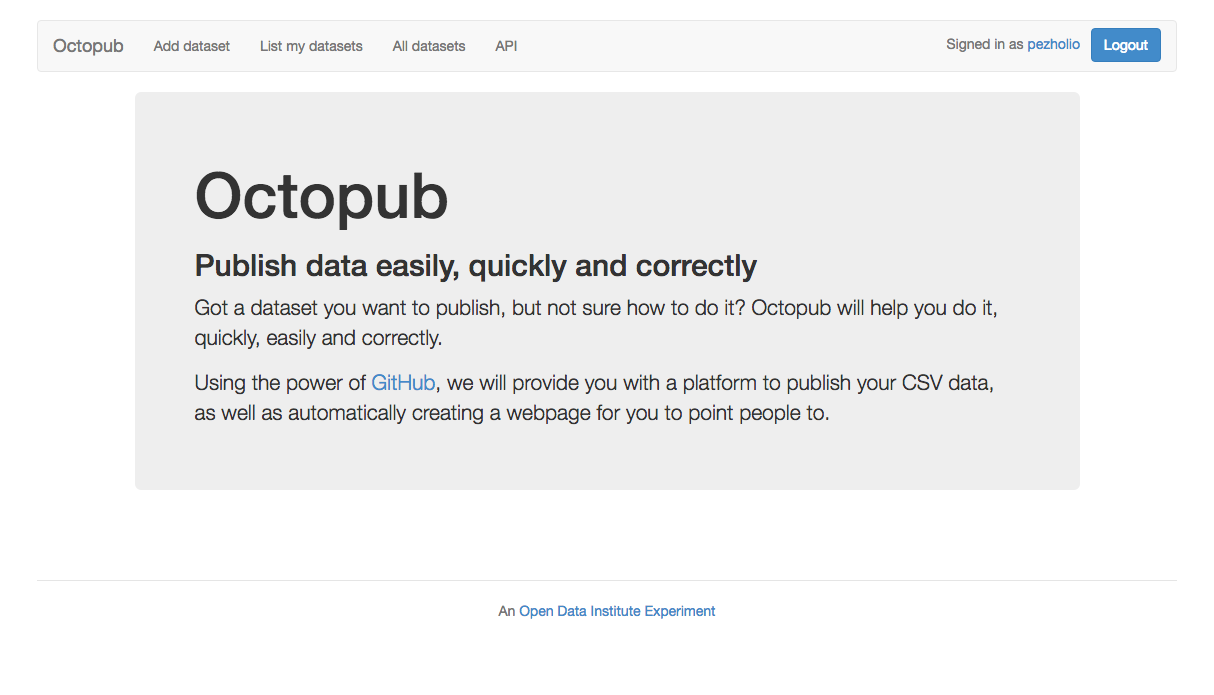 Octopub Add dataset List my datasets All datasets API Signed in as pezholio Logout
Octopub
Publish data easily, quickly and correctly
Got a dataset you want to publish, but not sure how to do it? Octopub will help you do it,
quickly, easily and correctly.
Using the power of GitHub, we will provide you with a platform to publish your CSV data,
as well as automatically creating a webpage for you to point people to.
An Open Data Institute Experiment